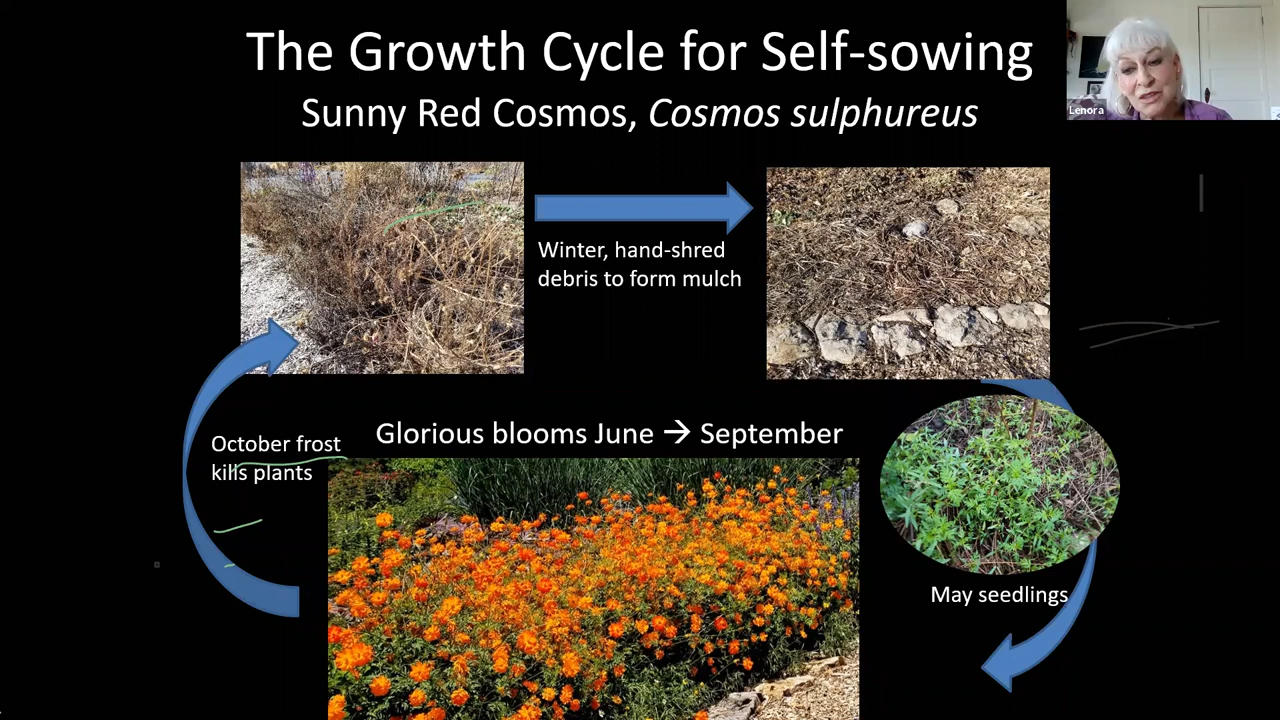 The Growth Cycle for Self-sowing
Sunny Red Cosmos, Cosmos sulphureus
Lenora
Winter, hand-shred
debris to form mulch
October frost
kills plants
Glorious blooms June → September
May seedlings